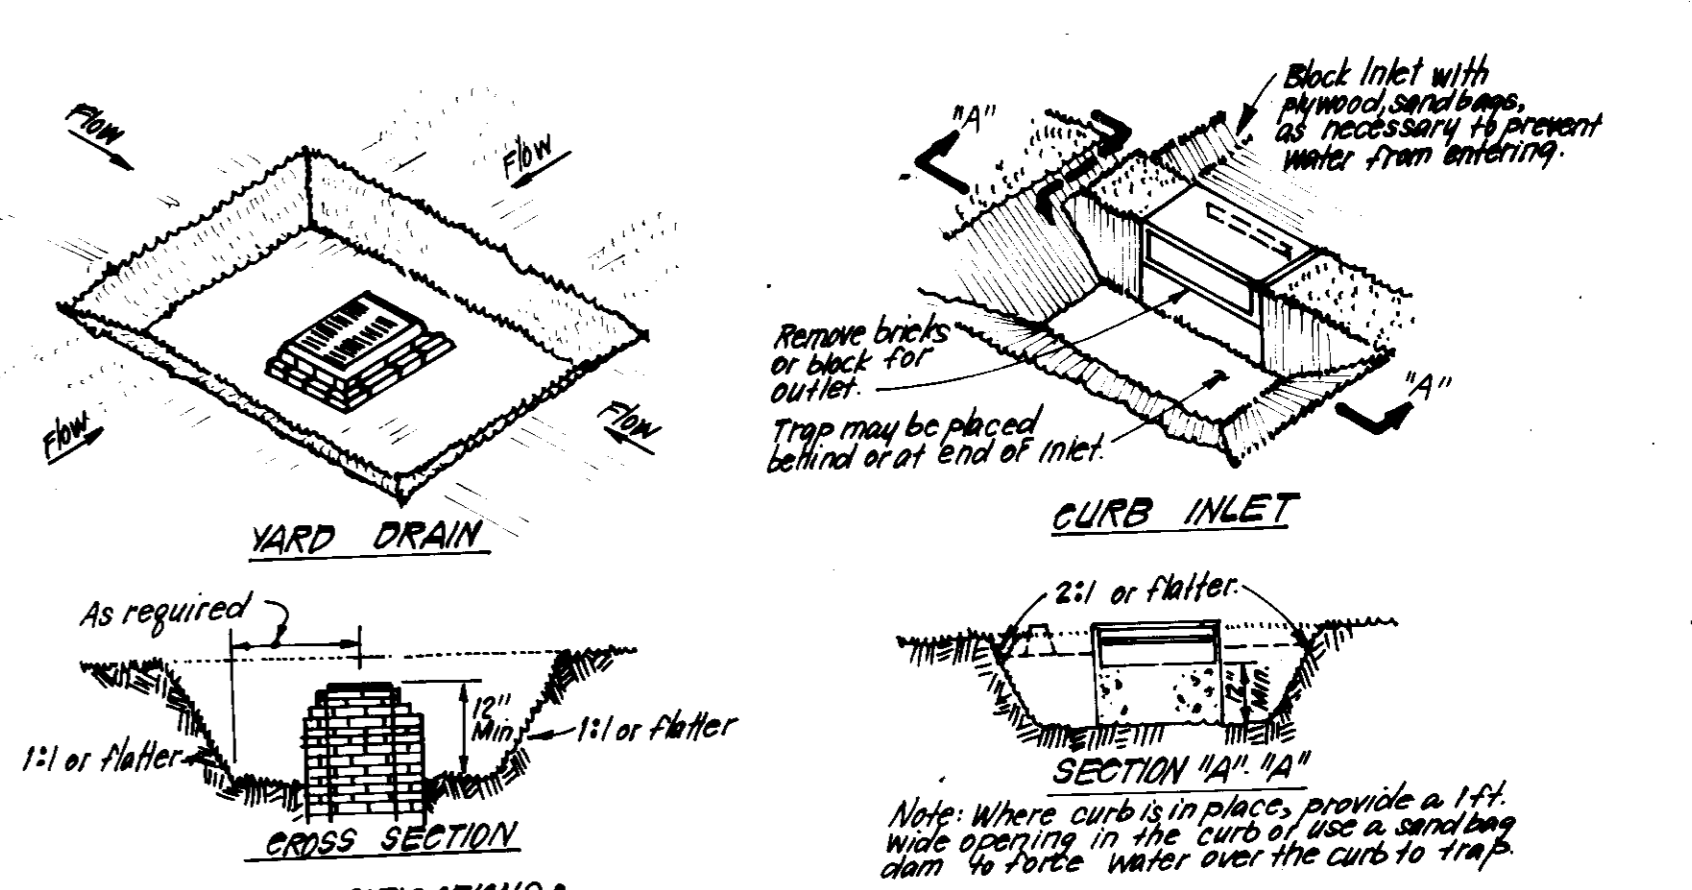 Flow
Flow
Flow
Flow
YARD DRAIN
As required
12"
Min.
1:1 or flatter
1:1 or flatter
CROSS SECTION
"A"
Block Inlet with
plywood, sandbags,
as necessary to prevent
water from entering.
Remove bricks
or block for
outlet.
Trap may be placed
behind or at end of inlet.
"A"
CURB INLET
2:1 or flatter.
12"
Min.
SECTION "A"-"A"
Note: Where curb is in place, provide a 1 ft.
wide opening in the curb or use a sandbag
dam to force water over the curb to trap.